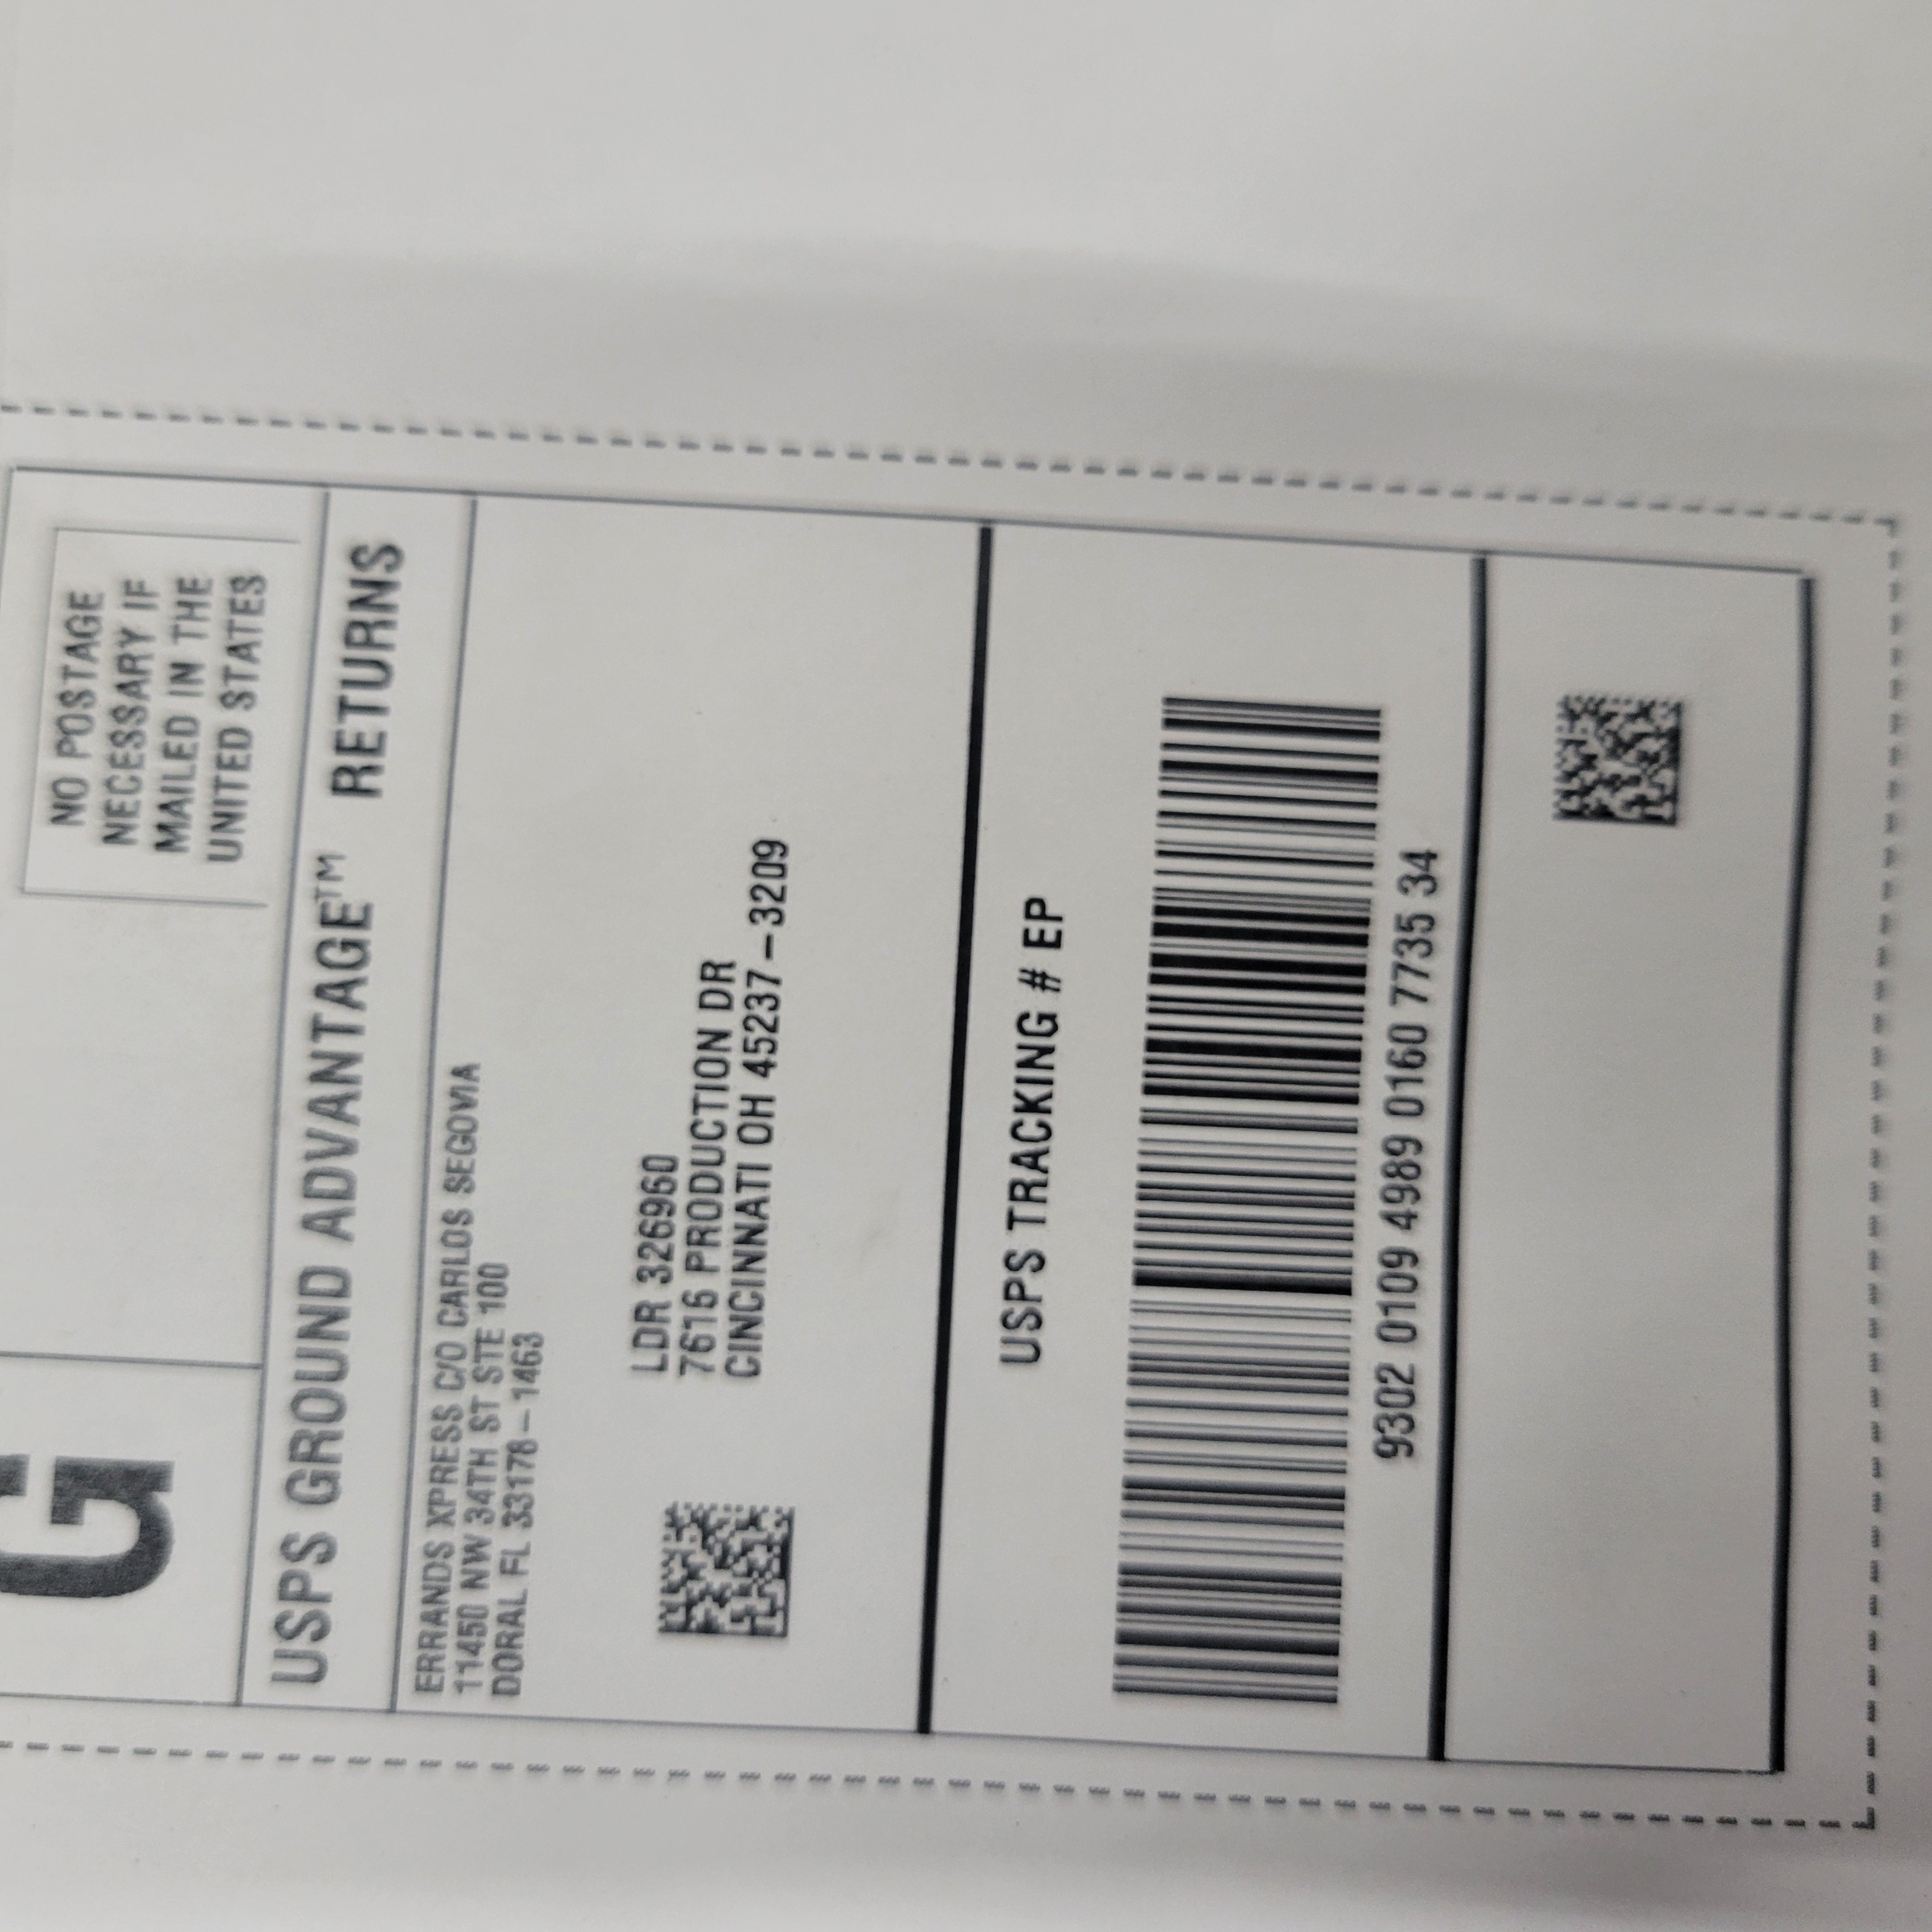 G
NO POSTAGE
NECESSARY IF
MAILED IN THE
UNITED STATES
USPS GROUND ADVANTAGE™ RETURNS
ERRANDS XPRESS C/O CARLOS SEGOVIA
11450 NW 34TH ST STE 100
DORAL FL 33178-1463
LDR 326960
7616 PRODUCTION DR
CINCINNATI OH 45237-3209
USPS TRACKING # EP
9302 0109 4989 0160 7735 34